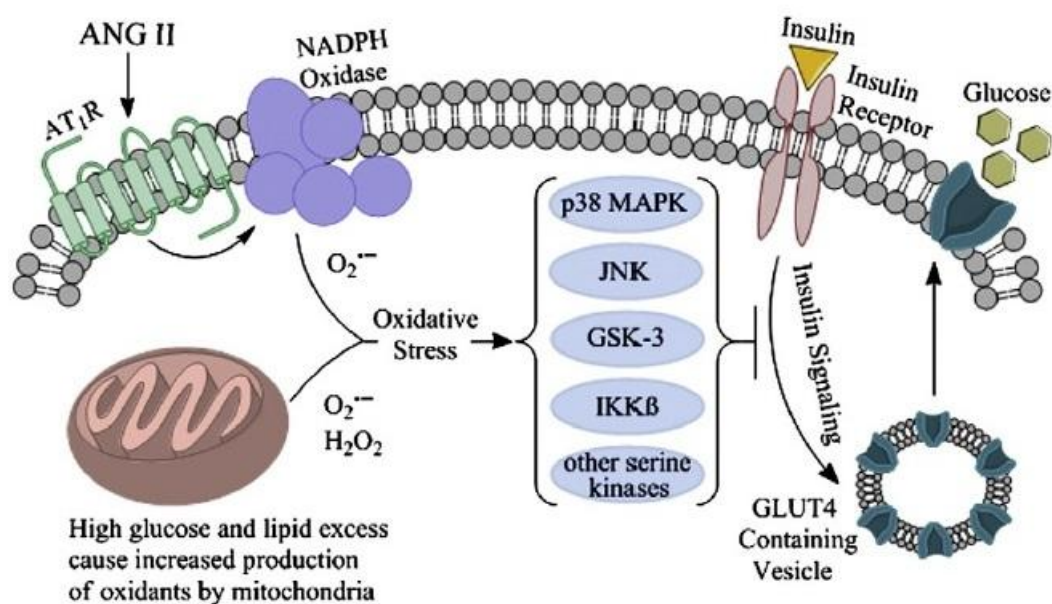 ANG II
AT₁R
NADPH
Oxidase
Insulin
Insulin
Receptor
Glucose
O₂•−
Oxidative
Stress
O₂•−
H₂O₂
p38 MAPK
JNK
GSK-3
IKKß
other serine
kinases
Insulin Signaling
GLUT4
Containing
Vesicle
High glucose and lipid excess
cause increased production
of oxidants by mitochondria